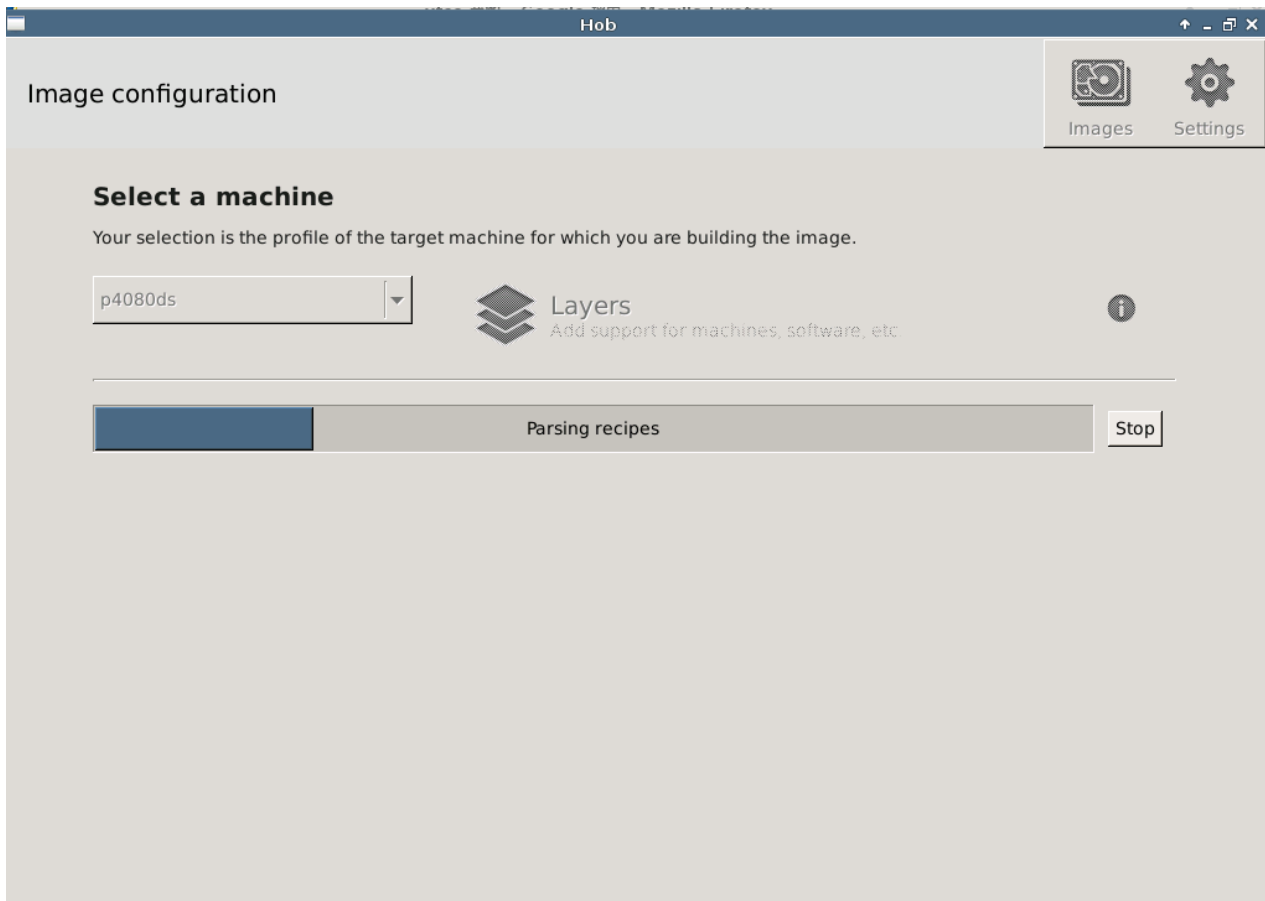 Hob
Image configuration
Images
Settings
Select a machine
Your selection is the profile of the target machine for which you are building the image.
p4080ds
Layers
Add support for machines, software, etc
Parsing recipes
Stop